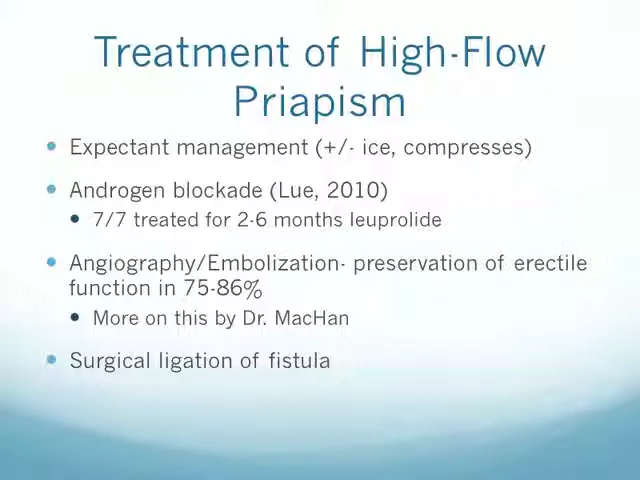 Treatment of High-Flow
Priapism
Expectant management (+/- ice, compresses)
Androgen blockade (Lue, 2010)
7/7 treated for 2-6 months leuprolide
Angiography/Embolization- preservation of erectile
function in 75-86%
More on this by Dr. MacHan
Surgical ligation of fistula